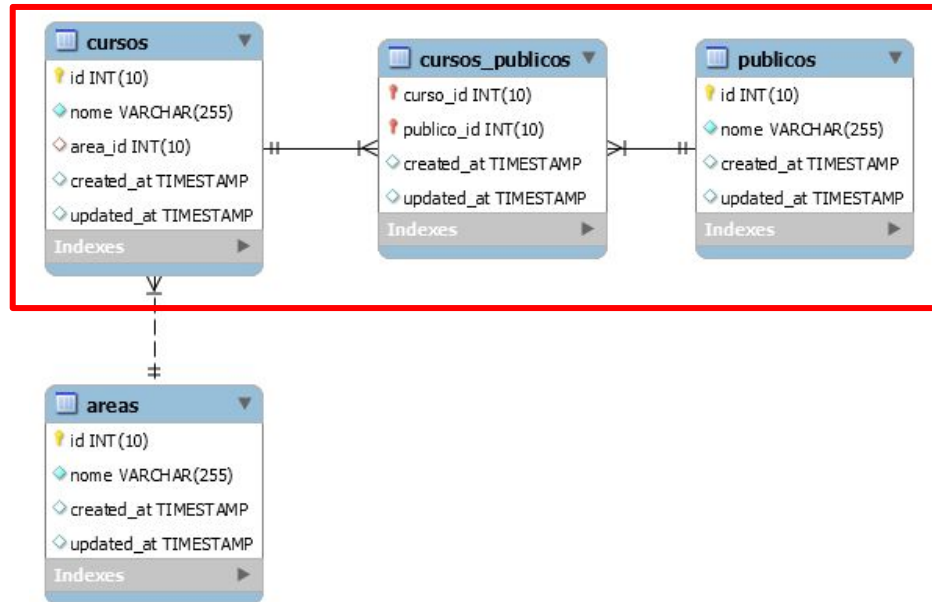 cursos
id INT(10)
nome VARCHAR(255)
area_id INT(10)
created_at TIMESTAMP
updated_at TIMESTAMP
Indexes
cursos_publicos
curso_id INT(10)
publico_id INT(10)
created_at TIMESTAMP
updated_at TIMESTAMP
Indexes
publicos
id INT(10)
nome VARCHAR(255)
created_at TIMESTAMP
updated_at TIMESTAMP
Indexes
areas
id INT(10)
nome VARCHAR(255)
created_at TIMESTAMP
updated_at TIMESTAMP
Indexes